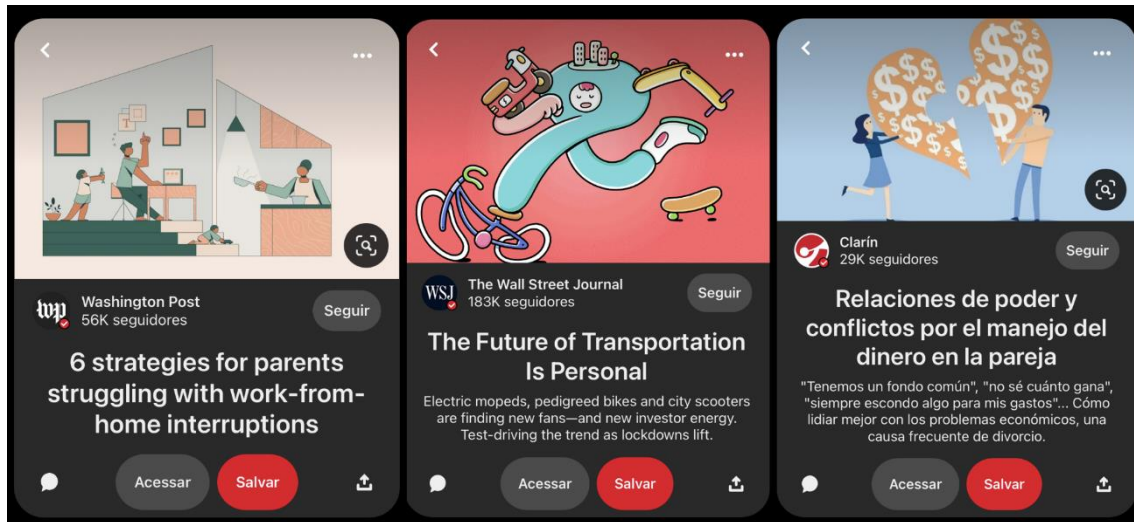 T
wp
Washington Post
56K seguidores
Seguir
6 strategies for parents
struggling with work-from-
home interruptions
Acessar
Salvar
WSJ
The Wall Street Journal
183K seguidores
Seguir
The Future of Transportation
Is Personal
Electric mopeds, pedigreed bikes and city scooters
are finding new fans—and new investor energy.
Test-driving the trend as lockdowns lift.
Acessar
Salvar
Clarín
29K seguidores
Seguir
Relaciones de poder y
conflictos por el manejo del
dinero en la pareja
"Tenemos un fondo común", "no sé cuánto gana",
"siempre escondo algo para mis gastos"... Cómo
lidiar mejor con los problemas económicos, una
causa frecuente de divorcio.
Acessar
Salvar